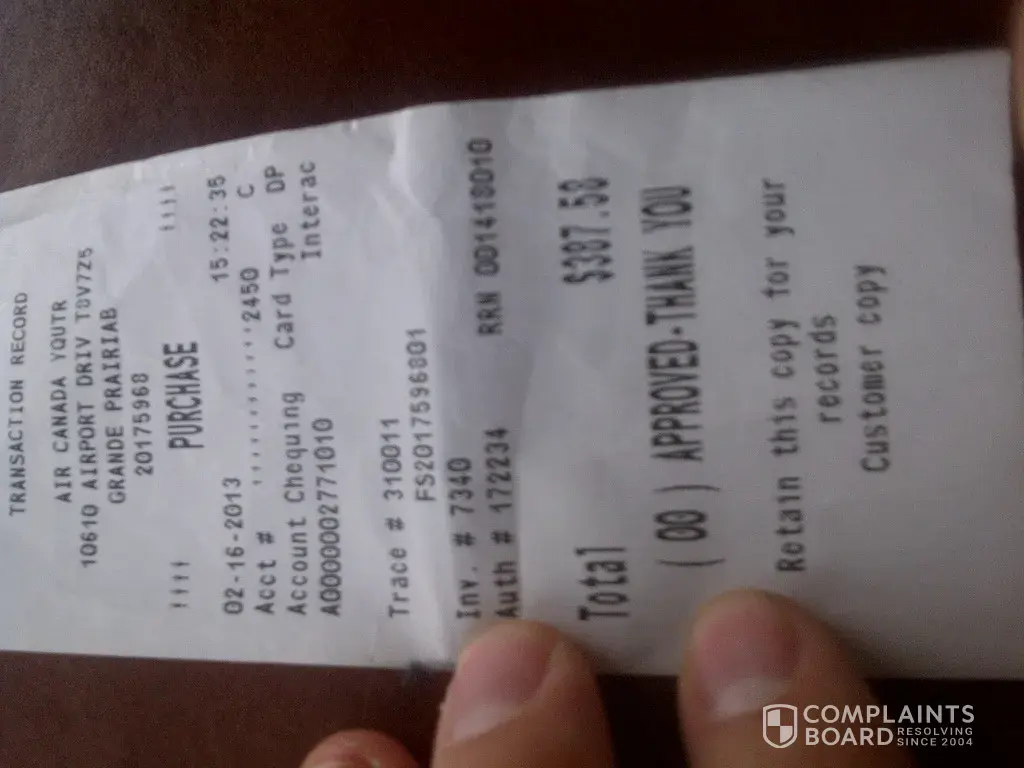 TRANSACTION RECORD
AIR CANADA YQUTR
10610 AIRPORT DRIV T8V7Z5
GRANDE PRAIRIAB
20175968
!!!! PURCHASE !!!!
02-16-2013 15:22:35
Acct # '''''''''''''2450 C
Account Chequing Card Type DP
A0000002771010 Interac
Trace # 310011
FS2017596801
Inv. # 7340
Auth # 172234 RRN 001418010
Total $387.58
( 00 ) APPROVED-THANK YOU
Retain this copy for your
records
Customer copy
COMPLAINTS
BOARD RESOLVING
SINCE 2004